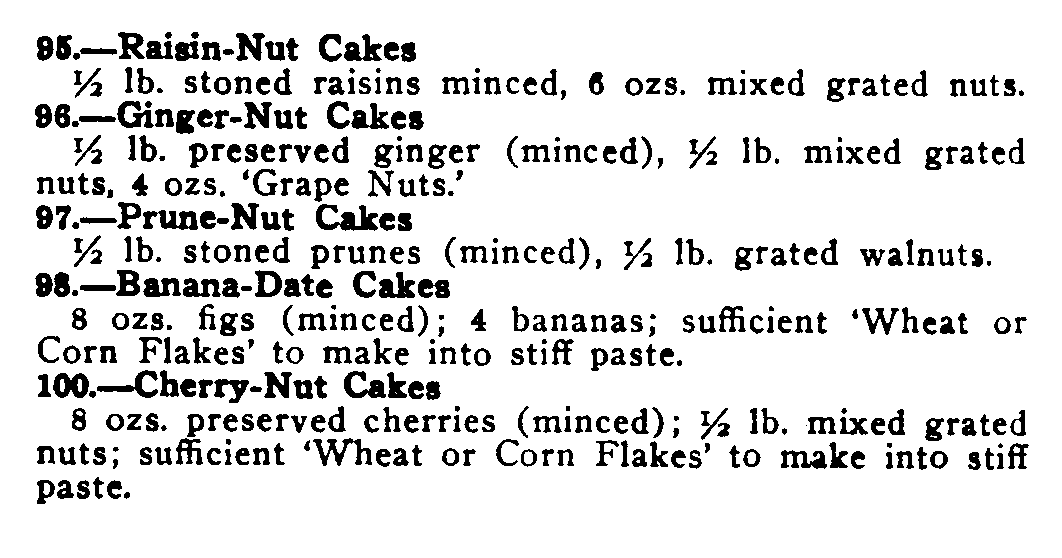 95.—Raisin-Nut Cakes
½ lb. stoned raisins minced, 6 ozs. mixed grated nuts.
96.—Ginger-Nut Cakes
½ lb. preserved ginger (minced), ½ lb. mixed grated
nuts, 4 ozs. ‘Grape Nuts.’
97.—Prune-Nut Cakes
½ lb. stoned prunes (minced), ½ lb. grated walnuts.
98.—Banana-Date Cakes
8 ozs. figs (minced); 4 bananas; sufficient ‘Wheat or
Corn Flakes’ to make into stiff paste.
100.—Cherry-Nut Cakes
8 ozs. preserved cherries (minced); ½ lb. mixed grated
nuts; sufficient ‘Wheat or Corn Flakes’ to make into stiff
paste.